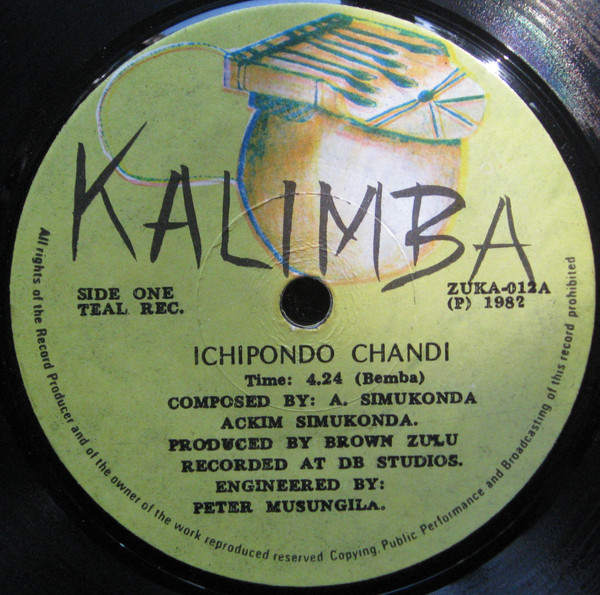 KALIMBA
SIDE ONE
TEAL REC.
ZUKA-012A
(P) 1982
ICHIPONDO CHANDI
Time: 4.24 (Bemba)
COMPOSED BY: A. SIMUKONDA
ACKIM SIMUKONDA.
PRODUCED BY BROWN ZULU
RECORDED AT DB STUDIOS.
ENGINEERED BY:
PETER MUSUNGILA.
All rights of the Record Producer and of the owner of the work reproduced reserved Copying, Public Performance and Broadcasting of this record prohibited